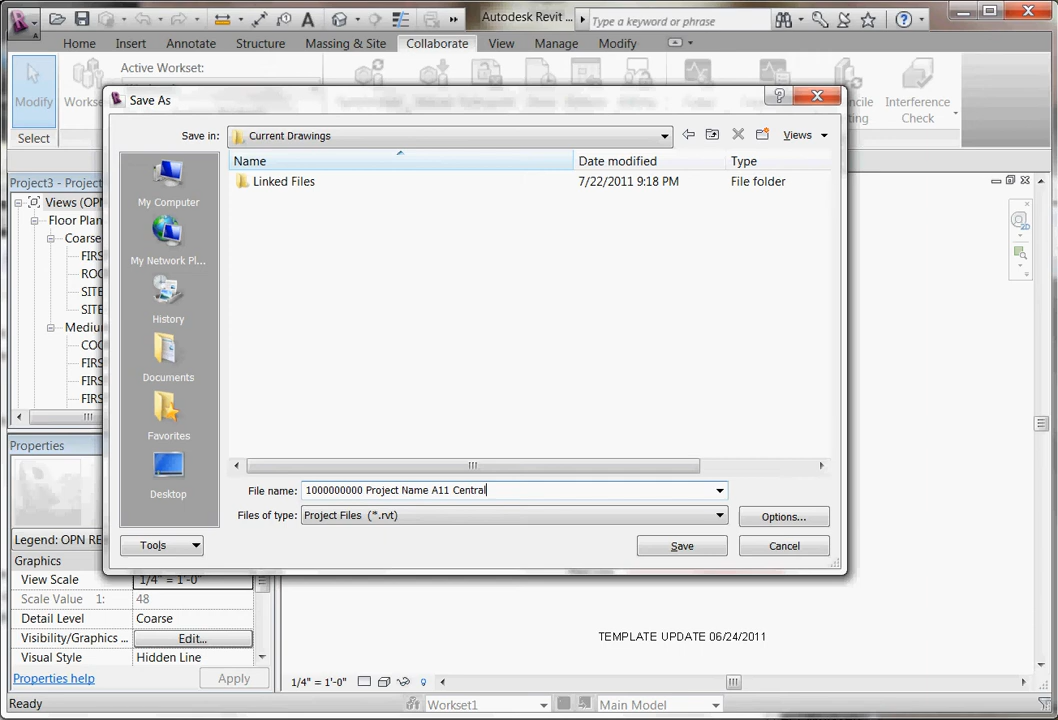 Autodesk Revit ...
Type a keyword or phrase
Home Insert Annotate Structure Massing & Site Collaborate View Manage Modify
Modify
Select
Active Workset:
Interference
Check
Save As
Save in: Current Drawings
Views
Name Date modified Type
Linked Files 7/22/2011 9:18 PM File folder
My Computer
My Network Pl...
History
Documents
Favorites
Desktop
File name: 1000000000 Project Name A11 Central
Files of type: Project Files (*.rvt)
Options...
Tools
Save
Cancel
Project3 - Project
Views (OPN
Floor Plan
Coarse
FIRS
ROO
SITE
SITE
Medium
COO
FIRS
FIRS
FIRS
Properties
Legend: OPN RE
Graphics
View Scale 1/4" = 1'-0"
Scale Value 1: 48
Detail Level Coarse
Visibility/Graphics ... Edit...
Visual Style Hidden Line
Properties help
Apply
TEMPLATE UPDATE 06/24/2011
1/4" = 1'-0"
Ready
Workset1
Main Model